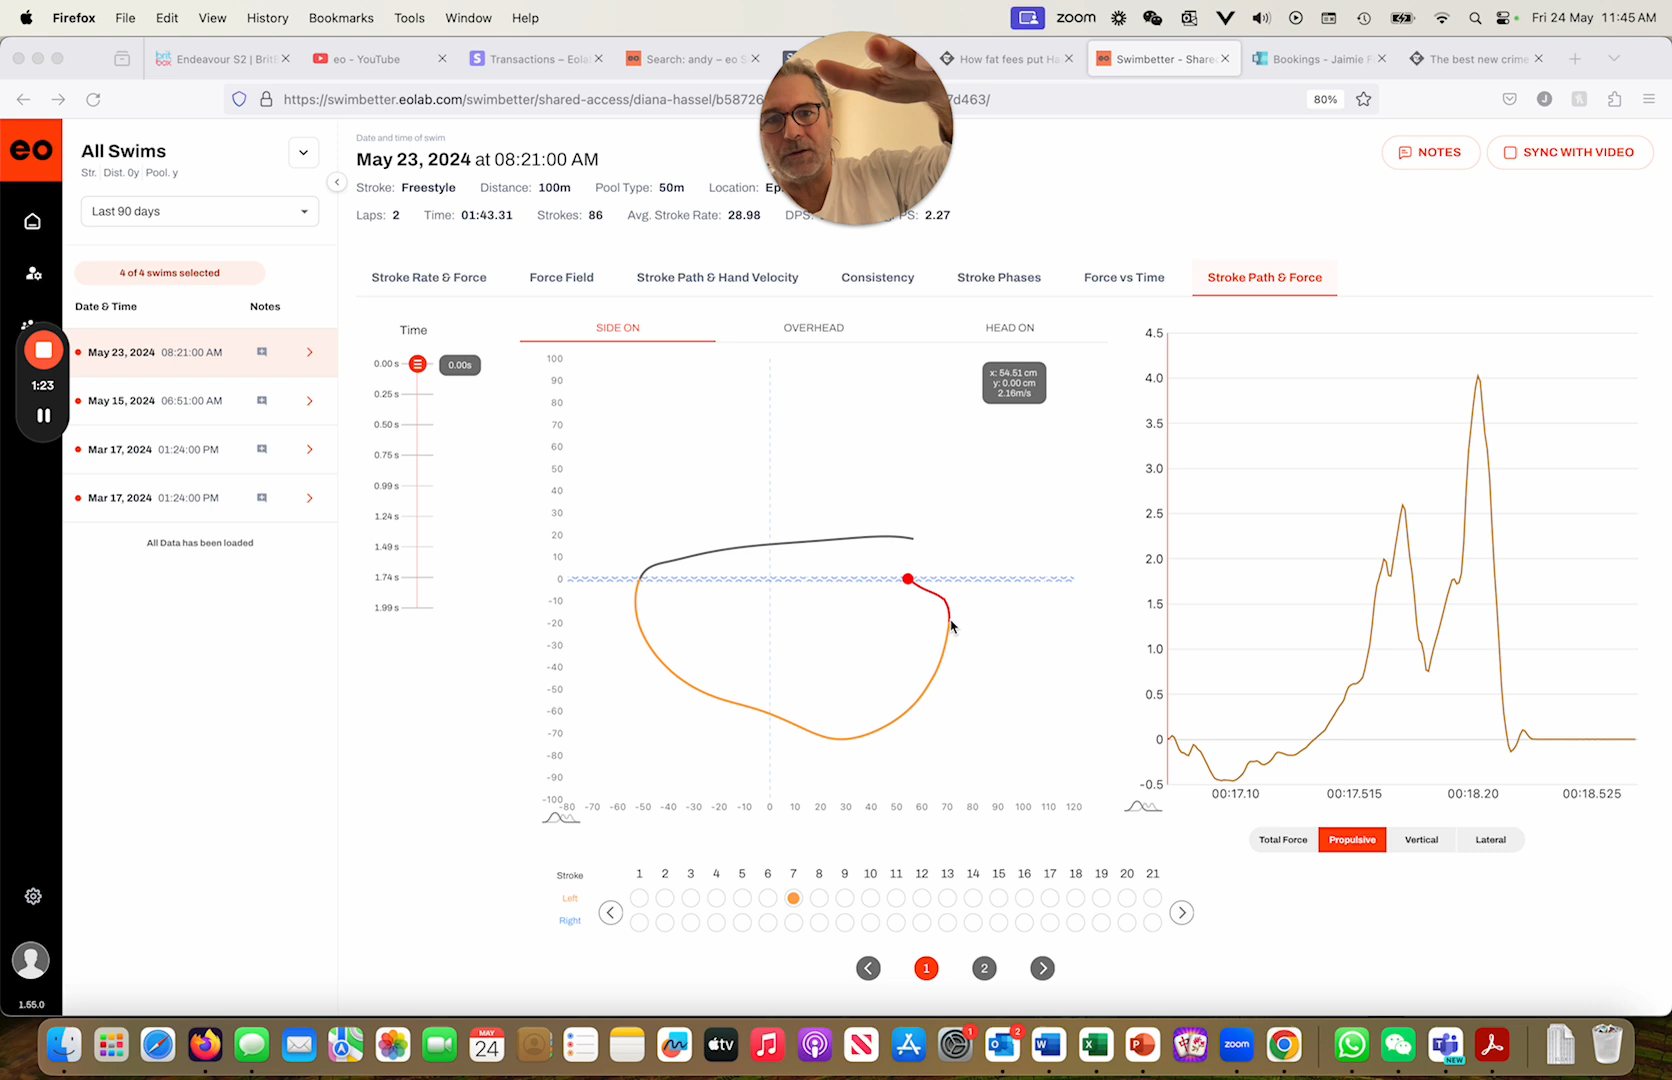 Firefox File Edit View History Bookmarks Tools Window Help
zoom Fri 24 May 11:45 AM
Endeavour S2 | Brit
eo - YouTube
Transactions – Eola
Search: andy – eo S
How fat fees put Ha
Swimbetter - Share
Bookings - Jaimie F
The best new crime
https://swimbetter.eolab.com/swimbetter/shared-access/diana-hassel/b58726
7d463/
80%
eo
All Swims
Str. Dist. 0y Pool. y
Last 90 days
4 of 4 swims selected
Date & Time Notes
May 23, 2024 08:21:00 AM
May 15, 2024 06:51:00 AM
Mar 17, 2024 01:24:00 PM
Mar 17, 2024 01:24:00 PM
All Data has been loaded
1:23
1.55.0
Date and time of swim
May 23, 2024 at 08:21:00 AM
Stroke: Freestyle Distance: 100m Pool Type: 50m Location: Ep
Laps: 2 Time: 01:43.31 Strokes: 86 Avg. Stroke Rate: 28.98 DPS: PS: 2.27
NOTES
SYNC WITH VIDEO
Stroke Rate & Force Force Field Stroke Path & Hand Velocity Consistency Stroke Phases Force vs Time Stroke Path & Force
Time
0.00 s
0.00s
0.25 s
0.50 s
0.75 s
0.99 s
1.24 s
1.49 s
1.74 s
1.99 s
SIDE ON OVERHEAD HEAD ON
x: 54.51 cm
y: 0.00 cm
2.16m/s
100
90
80
70
60
50
40
30
20
10
0
-10
-20
-30
-40
-50
-60
-70
-80
-90
-100
-80 -70 -60 -50 -40 -30 -20 -10 0 10 20 30 40 50 60 70 80 90 100 110 120
4.5
4.0
3.5
3.0
2.5
2.0
1.5
1.0
0.5
0
-0.5
00:17.10 00:17.515 00:18.20 00:18.525
Total Force Propulsive Vertical Lateral
Stroke 1 2 3 4 5 6 7 8 9 10 11 12 13 14 15 16 17 18 19 20 21
Left
Right
1 2
MAY
24
tv
1
2
zoom
NEW